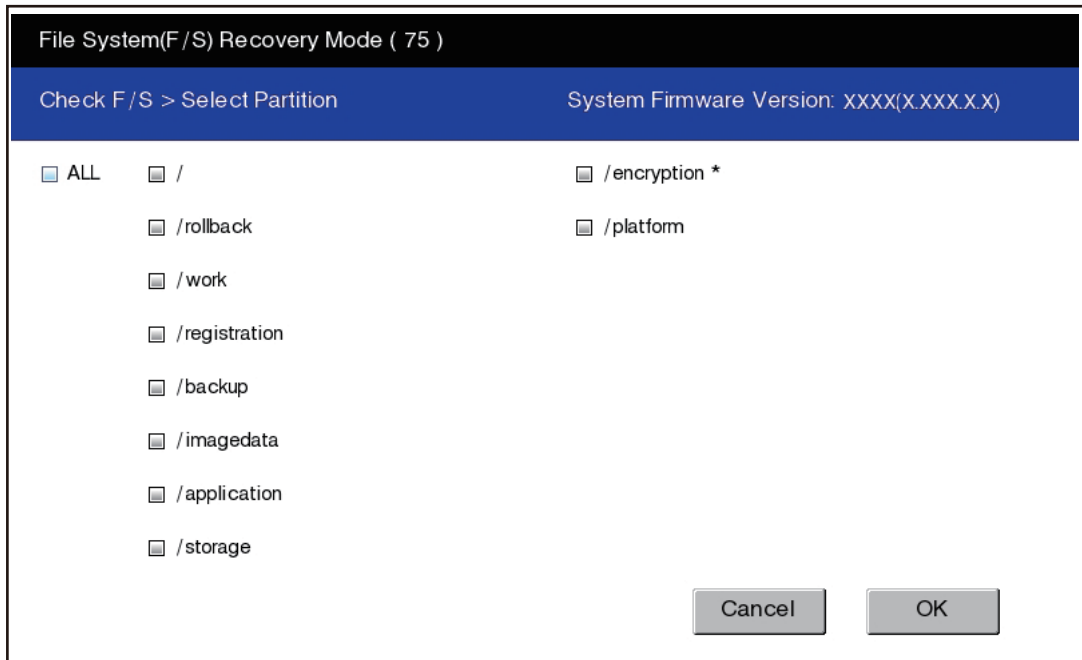 File System(F/S) Recovery Mode ( 75 )
Check F/S > Select Partition
System Firmware Version: XXXX(X.XXX.X.X)
ALL
/
/encryption *
/rollback
/platform
/work
/registration
/backup
/imagedata
/application
/storage
Cancel
OK